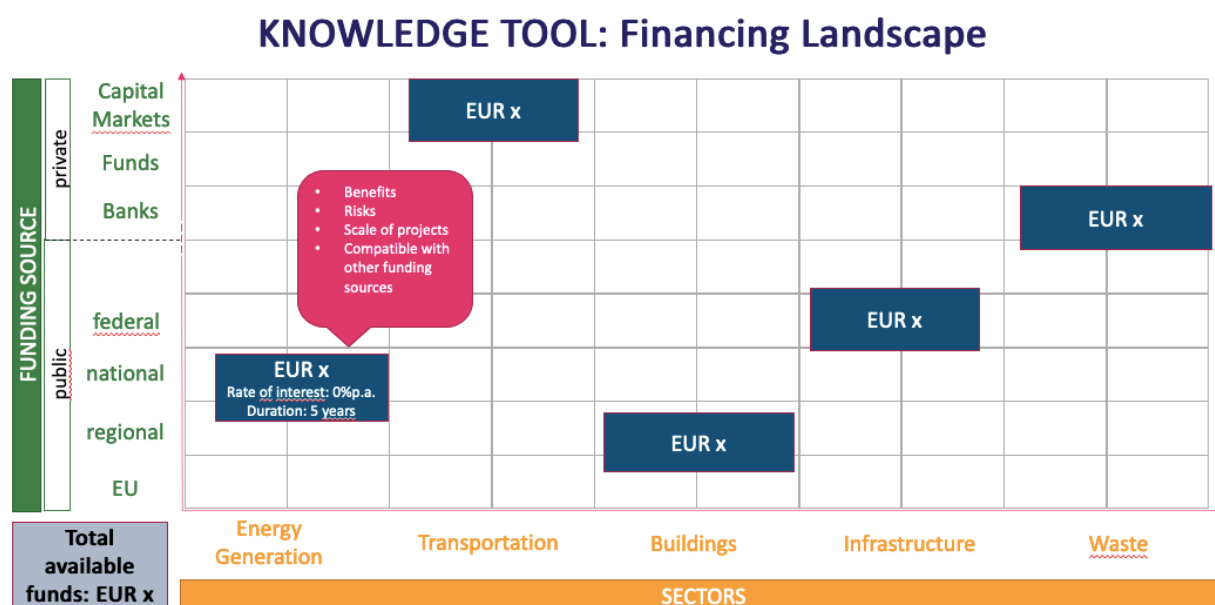 KNOWLEDGE TOOL: Financing Landscape
FUNDING SOURCE
private
public
Capital
Markets
Funds
Banks
federal
national
regional
EU
EUR x
• Benefits
• Risks
• Scale of projects
• Compatible with
other funding
sources
EUR x
EUR x
EUR x
Rate of interest: 0%p.a.
Duration: 5 years
EUR x
Total
available
funds: EUR x
Energy
Generation
Transportation
Buildings
Infrastructure
Waste
SECTORS